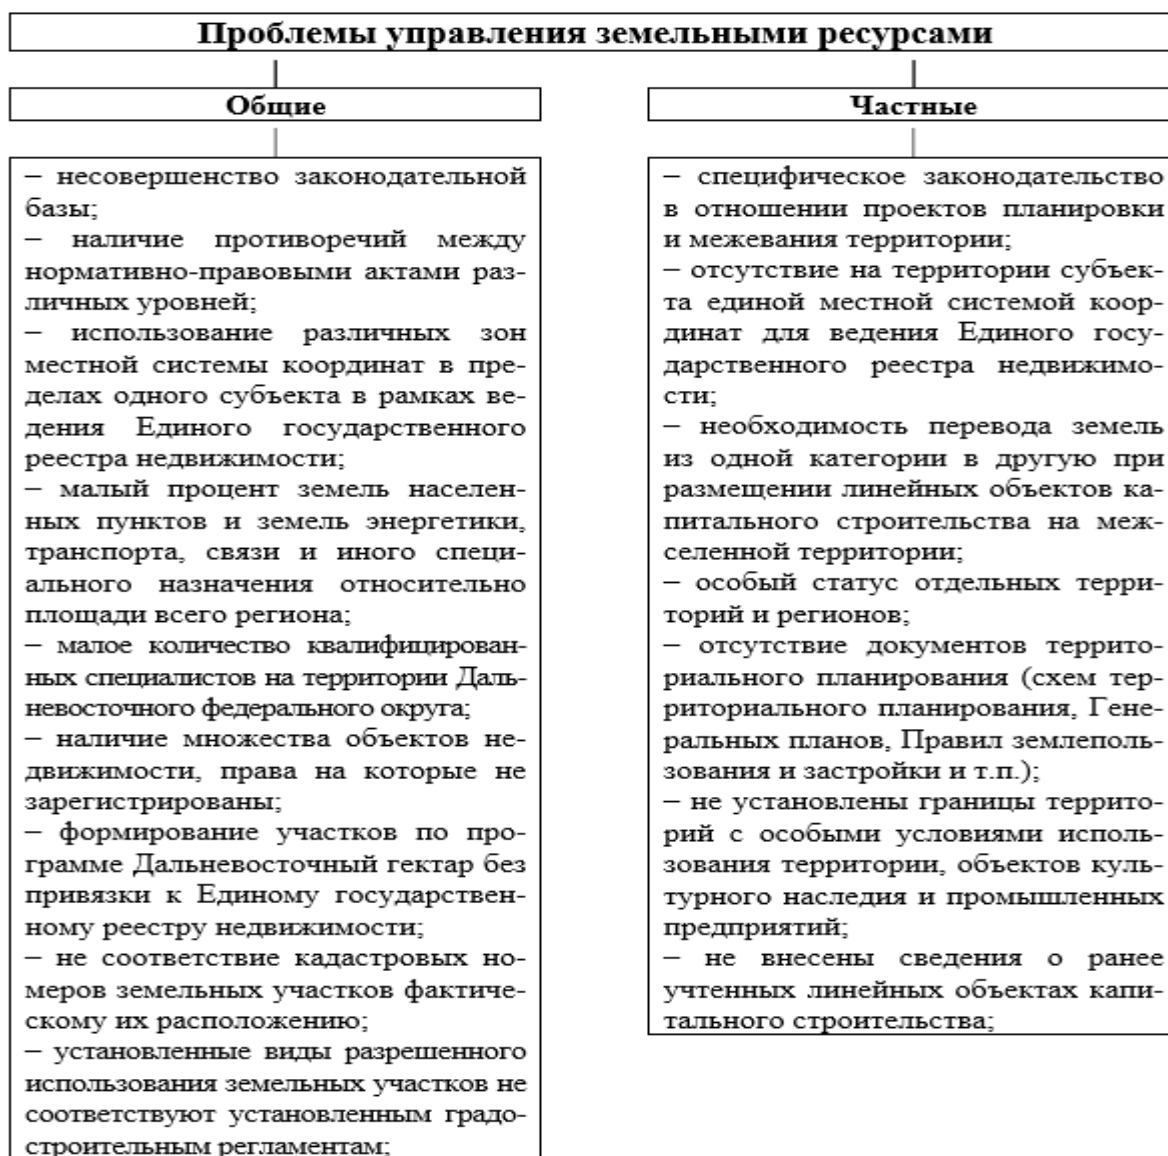 Проблемы управления земельными ресурсами
Общие
– несовершенство законодательной
базы;
– наличие противоречий между
нормативно-правовыми актами раз-
личных уровней;
– использование различных зон
местной системы координат в пре-
делах одного субъекта в рамках ве-
дения Единого государственного
реестра недвижимости;
– малый процент земель населен-
ных пунктов и земель энергетики,
транспорта, связи и иного специ-
ального назначения относительно
площади всего региона;
– малое количество квалифицирован-
ных специалистов на территории Даль-
невосточного федерального округа;
– наличие множества объектов не-
движимости, права на которые не
зарегистрированы;
– формирование участков по про-
грамме Дальневосточный гектар без
привязки к Единому государствен-
ному реестру недвижимости;
– не соответствие кадастровых но-
меров земельных участков фактиче-
скому их расположению;
– установленные виды разрешенного
использования земельных участков не
соответствуют установленным градо-
строительным регламентам;
Частные
– специфическое законодательство
в отношении проектов планировки
и межевания территории;
– отсутствие на территории субъек-
та единой местной системой коор-
динат для ведения Единого госу-
дарственного реестра недвижимо-
сти;
– необходимость перевода земель
из одной категории в другую при
размещении линейных объектов ка-
питального строительства на меж-
селенной территории;
– особый статус отдельных терри-
торий и регионов;
– отсутствие документов террито-
риального планирования (схем тер-
риториального планирования, Гене-
ральных планов, Правил землеполь-
зования и застройки и т.п.);
– не установлены границы террито-
рий с особыми условиями исполь-
зования территории, объектов куль-
турного наследия и промышленных
предприятий;
– не внесены сведения о ранее
учтенных линейных объектах капи-
тального строительства;